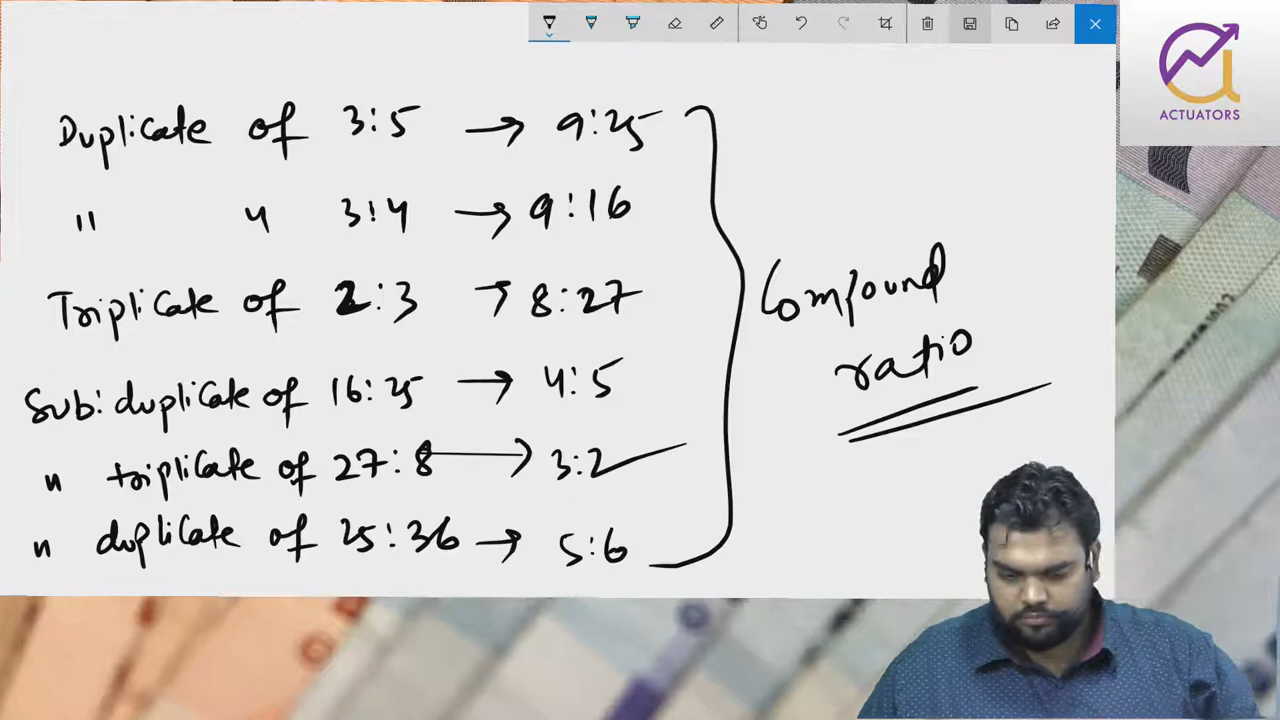 ACTUATORS
Duplicate of 3:5 → 9:25
" " 3:4 → 9:16
Triplicate of 2:3 → 8:27
Sub: duplicate of 16:25 → 4:5
" triplicate of 27:8 → 3:2
" duplicate of 25:36 → 5:6
Compound
ratio